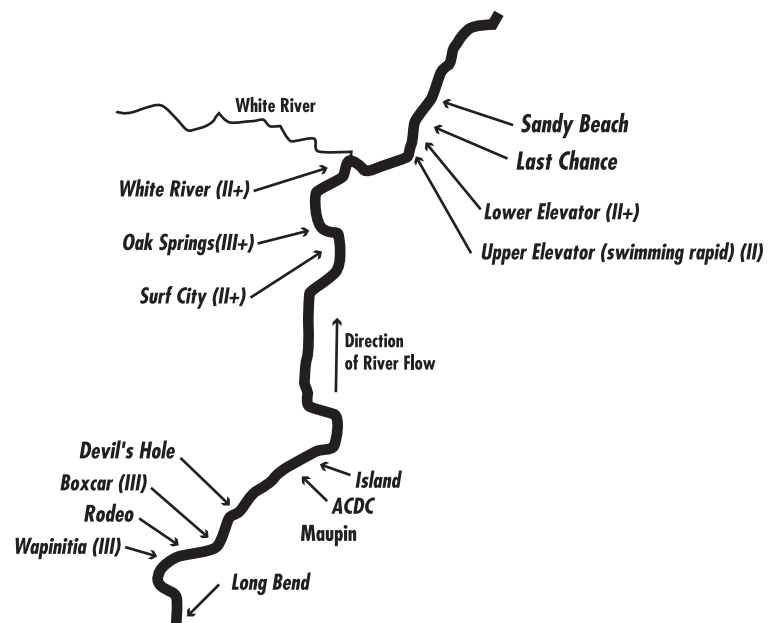 White River
Sandy Beach
Last Chance
White River (II+)
Lower Elevator (II+)
Oak Springs(III+)
Upper Elevator (swimming rapid) (II)
Surf City (II+)
Direction
of River Flow
Devil's Hole
Island
Boxcar (III)
ACDC
Rodeo
Maupin
Wapinitia (III)
Long Bend